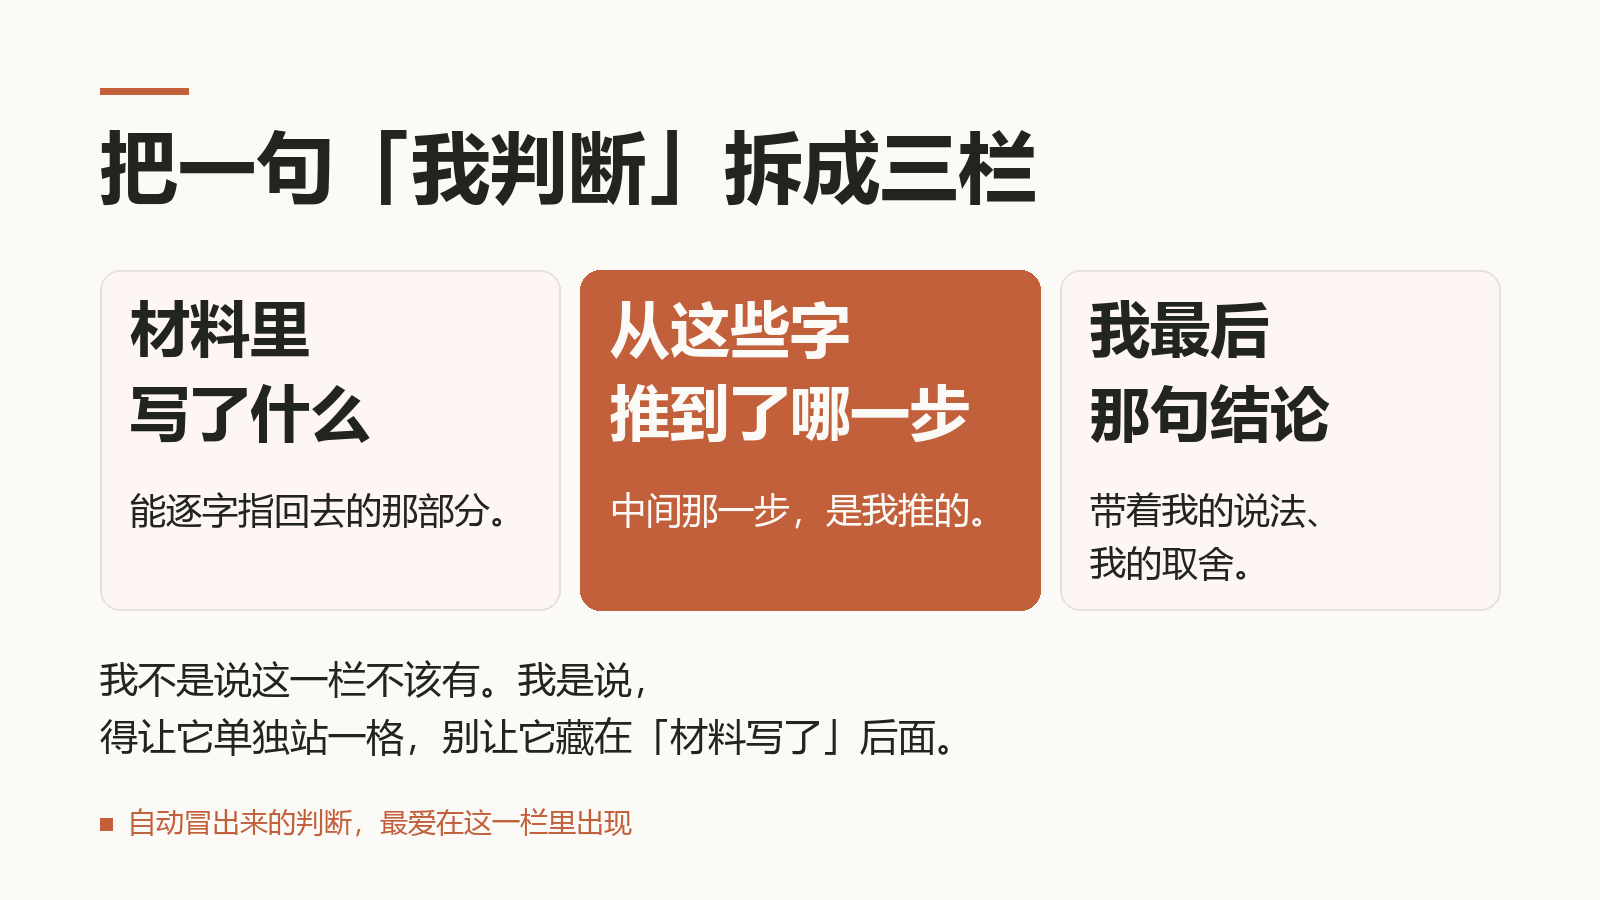 把一句「我判断」拆成三栏
材料里
写了什么
能逐字指回去的那部分。
从这些字
推到了哪一步
中间那一步，是我推的。
我最后
那句结论
带着我的说法、
我的取舍。
我不是说这一栏不该有。我是说，
得让它单独站一格，别让它藏在「材料写了」后面。
自动冒出来的判断，最爱在这一栏里出现